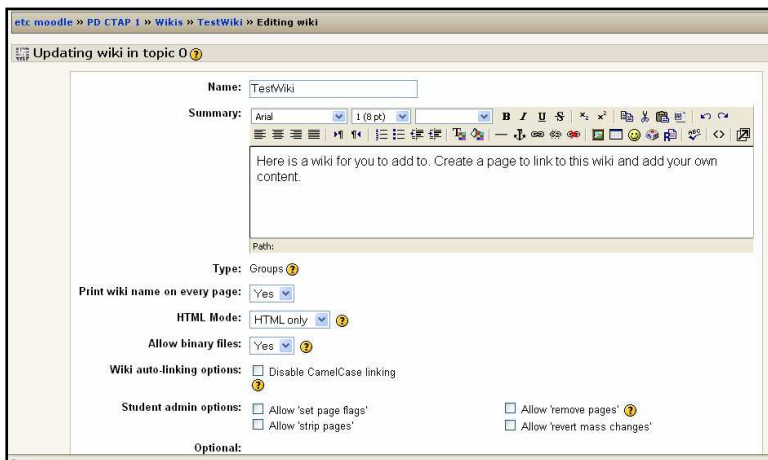 etc moodle » PD CTAP 1 » Wikis » TestWiki » Editing wiki
Updating wiki in topic 0
Name: TestWiki
Summary: Arial 1 (8 pt) B I U S
Here is a wiki for you to add to. Create a page to link to this wiki and add your own
content.
Path:
Type: Groups
Print wiki name on every page: Yes
HTML Mode: HTML only
Allow binary files: Yes
Wiki auto-linking options: Disable CamelCase linking
Student admin options: Allow 'set page flags' Allow 'remove pages'
Allow 'strip pages' Allow 'revert mass changes'
Optional: